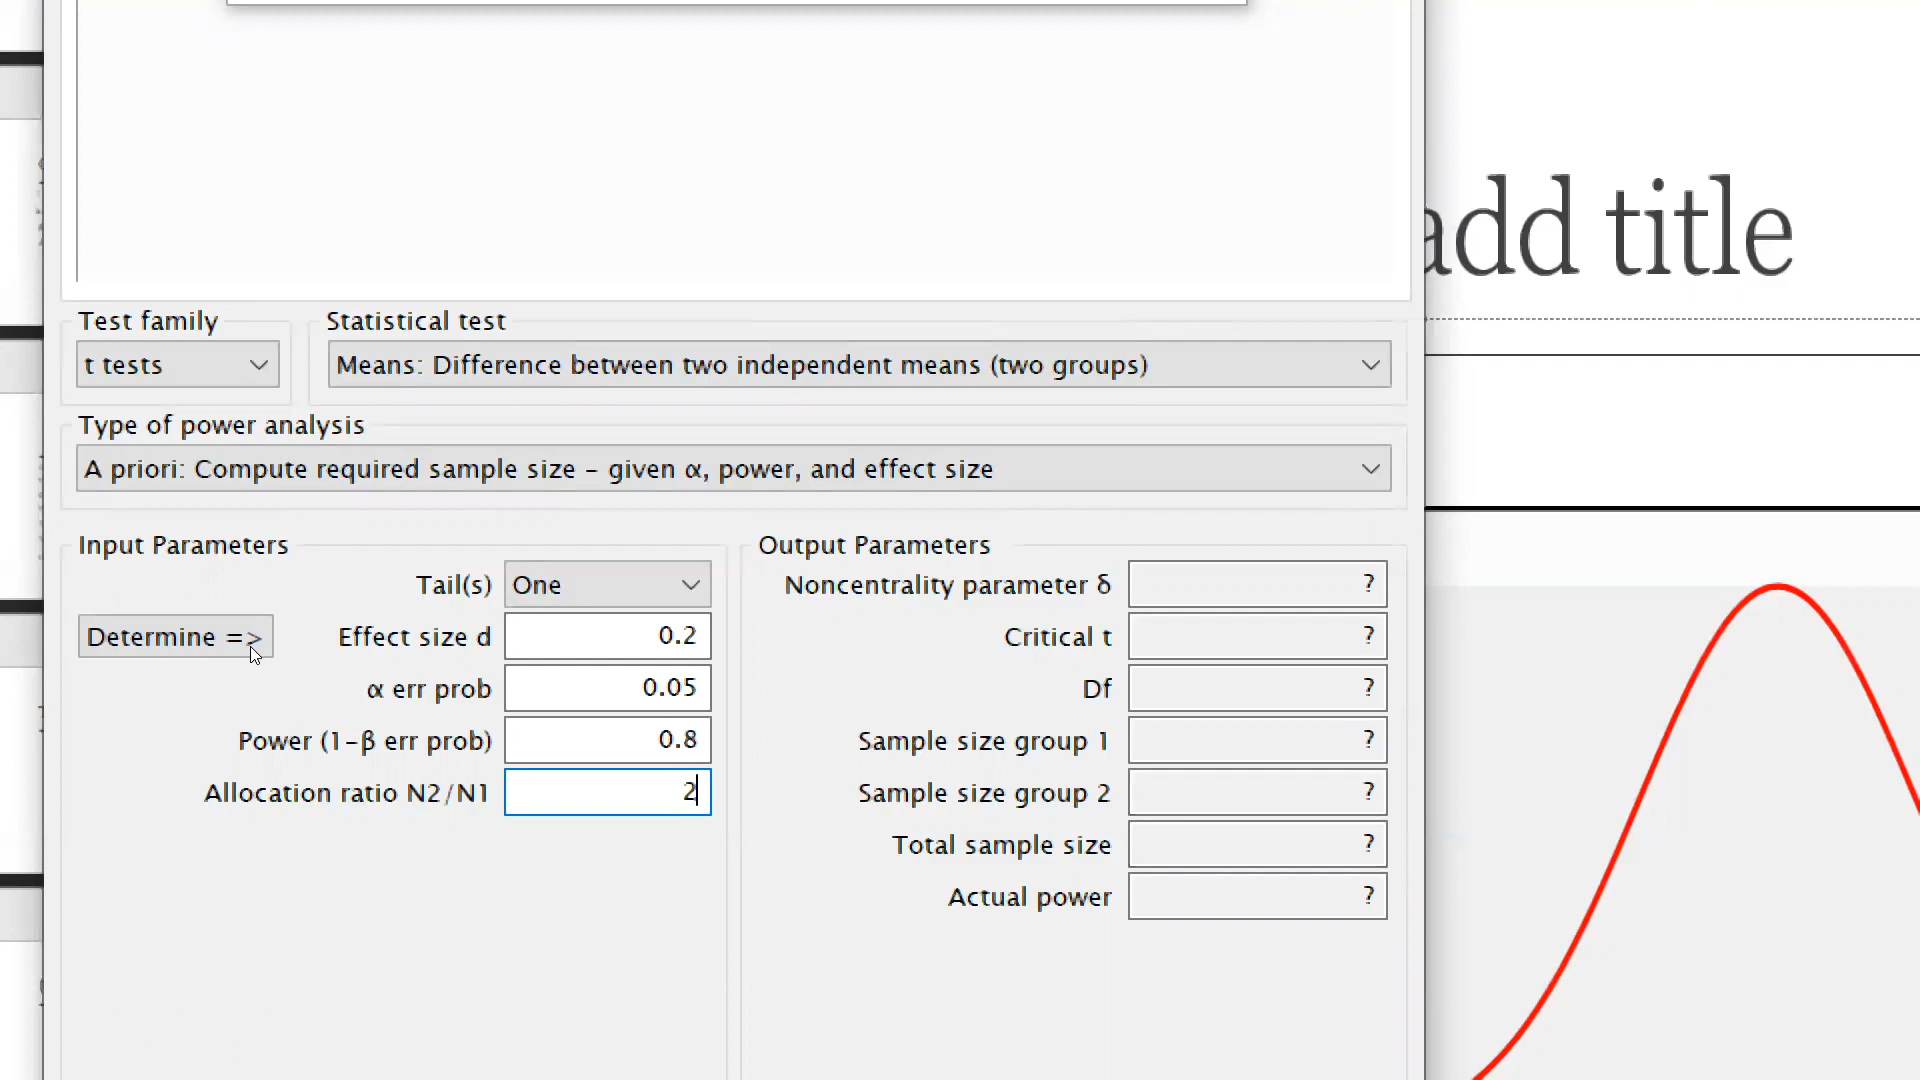 add title
Test family
Statistical test
t tests
Means: Difference between two independent means (two groups)
Type of power analysis
A priori: Compute required sample size – given α, power, and effect size
Input Parameters
Output Parameters
Tail(s) One
Noncentrality parameter δ ?
Determine => Effect size d 0.2
Critical t ?
α err prob 0.05
Df ?
Power (1–β err prob) 0.8
Sample size group 1 ?
Allocation ratio N2/N1 2
Sample size group 2 ?
Total sample size ?
Actual power ?